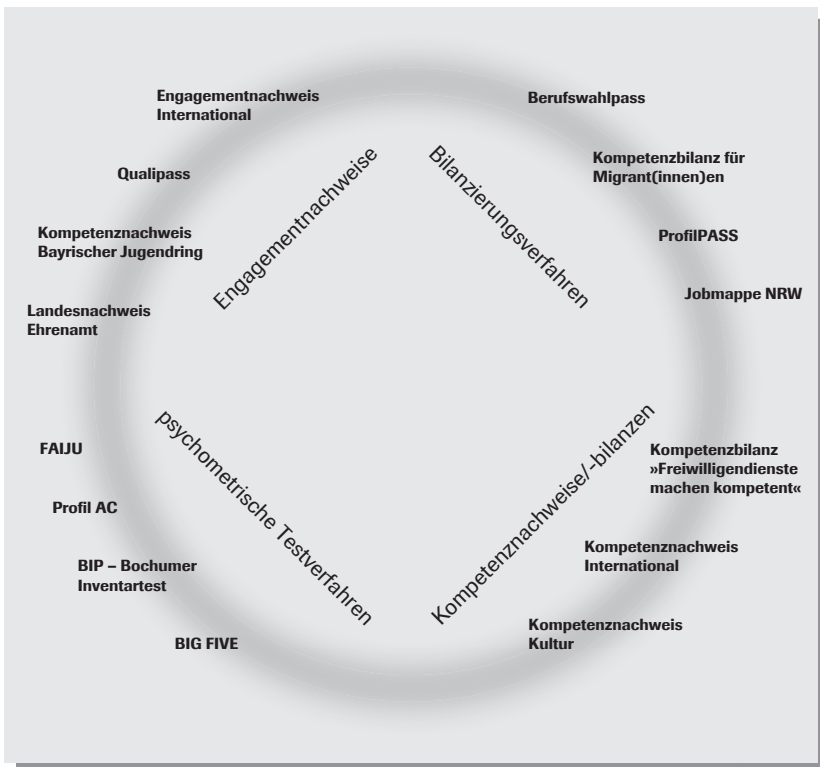 Engagementnachweis
International
Qualipass
Kompetenznachweis
Bayrischer Jugendring
Landesnachweis
Ehrenamt
Engagementnachweise
Bilanzierungsverfahren
Berufswahlpass
Kompetenzbilanz für
Migrant(innen)en
ProfilPASS
Jobmappe NRW
FAIJU
Profil AC
BIP – Bochumer
Inventartest
BIG FIVE
psychometrische Testverfahren
Kompetenznachweise/-bilanzen
Kompetenzbilanz
»Freiwilligendienste
machen kompetent«
Kompetenznachweis
International
Kompetenznachweis
Kultur